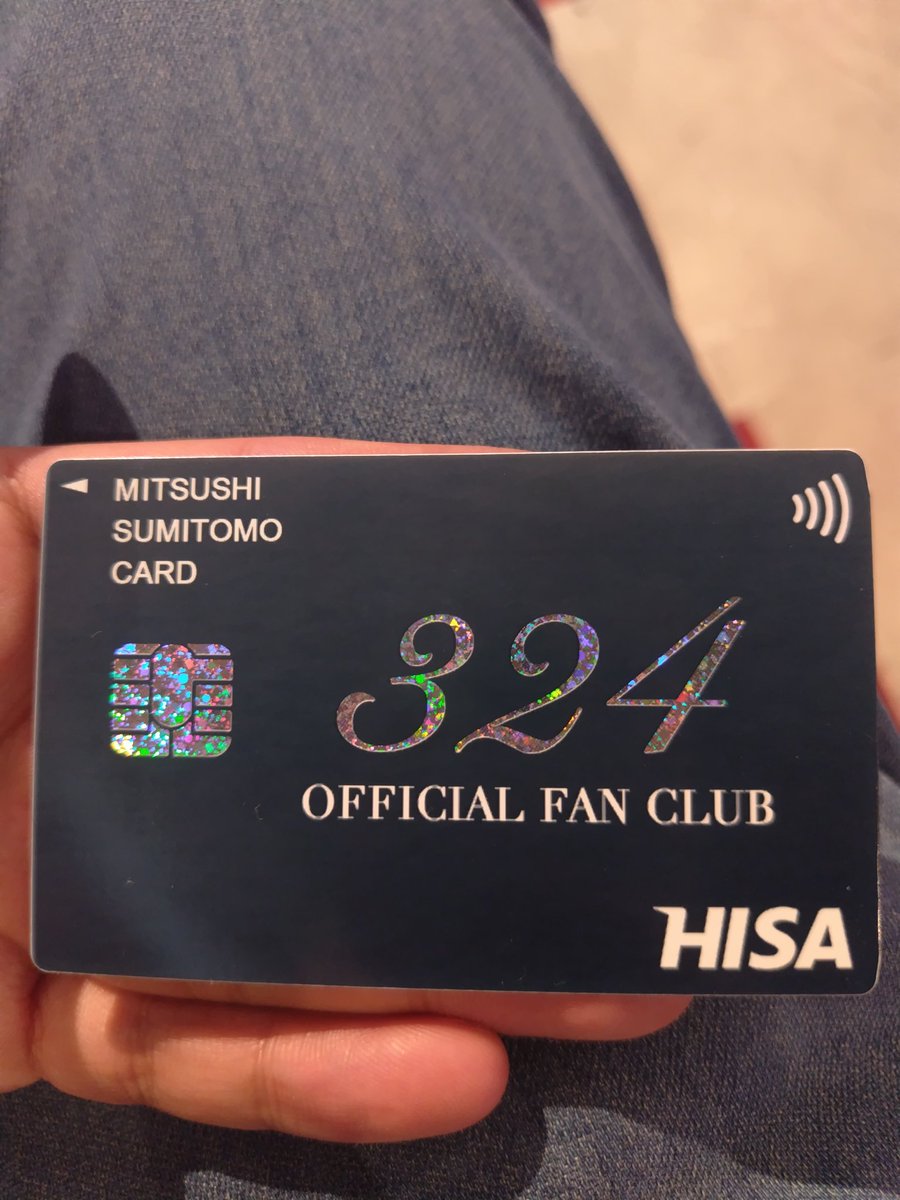 MITSUSHI
SUMITOMO
CARD
324
OFFICIAL FAN CLUB
HISA